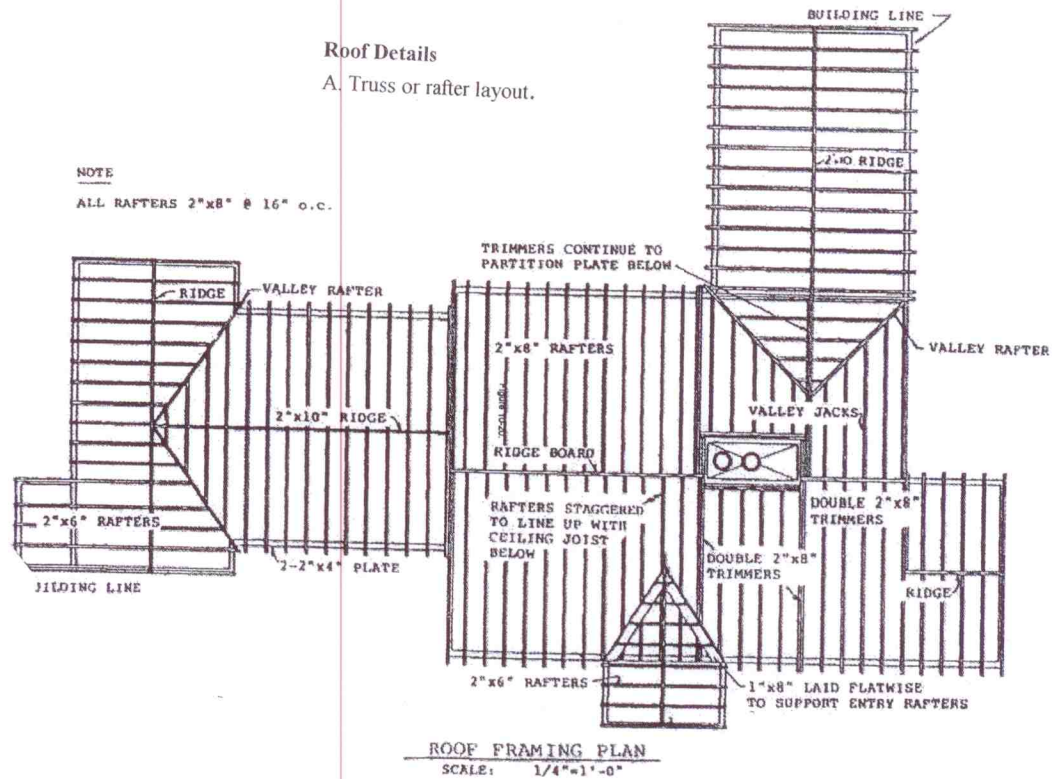 BUILDING LINE
Roof Details
A. Truss or rafter layout.
NOTE
ALL RAFTERS 2"x8" @ 16" o.c.
RIDGE
TRIMMERS CONTINUE TO
PARTITION PLATE BELOW
RIDGE
VALLEY RAFTER
2"x8" RAFTERS
VALLEY RAFTER
2"x10" RIDGE
VALLEY JACKS
RIDGE BOARD
2"x6" RAFTERS
RAFTERS STAGGERED
TO LINE UP WITH
CEILING JOIST
BELOW
DOUBLE 2"x8"
TRIMMERS
DOUBLE 2"x8"
TRIMMERS
2-2"x4" PLATE
ILDING LINE
RIDGE
2"x6" RAFTERS
1"x8" LAID FLATWISE
TO SUPPORT ENTRY RAFTERS
ROOF FRAMING PLAN
SCALE: 1/4"=1'-0"